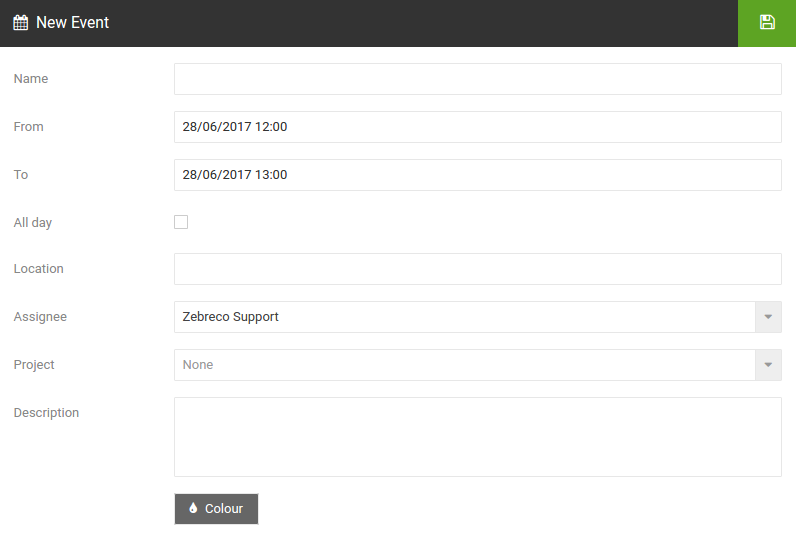 New Event
Name
From 28/06/2017 12:00
To 28/06/2017 13:00
All day
Location
Assignee Zebreco Support
Project None
Description
Colour